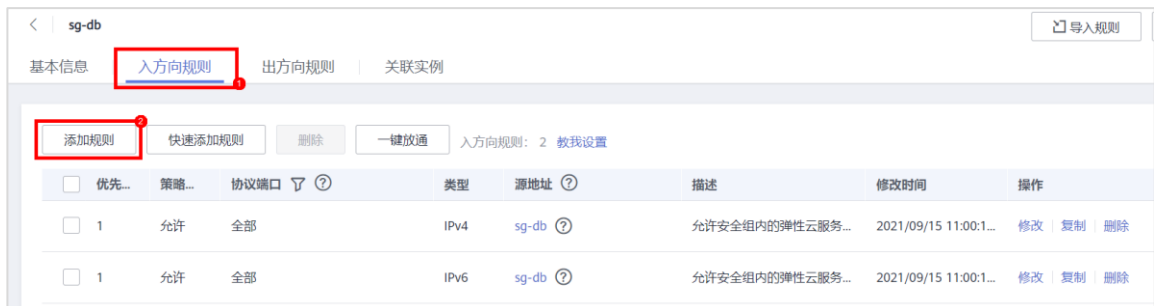 < sg-db 导入规则
基本信息 入方向规则 出方向规则 关联实例
1
2
添加规则 快速添加规则 删除 一键放通 入方向规则: 2 教我设置
优先... 策略... 协议端口 ? 类型 源地址 ? 描述 修改时间 操作
1 允许 全部 IPv4 sg-db ? 允许安全组内的弹性云服务... 2021/09/15 11:00:1... 修改 复制 删除
1 允许 全部 IPv6 sg-db ? 允许安全组内的弹性云服务... 2021/09/15 11:00:1... 修改 复制 删除